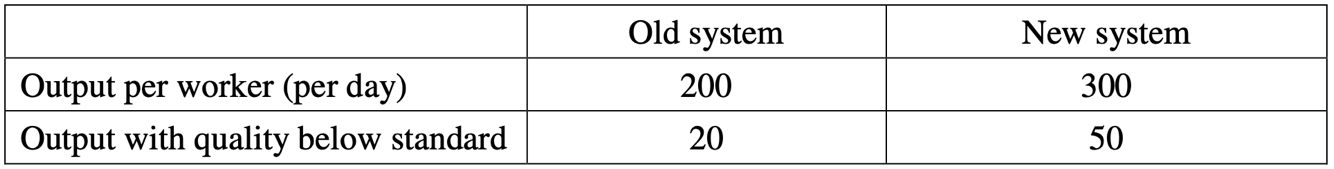 Old system New system
Output per worker (per day) 200 300
Output with quality below standard 20 50